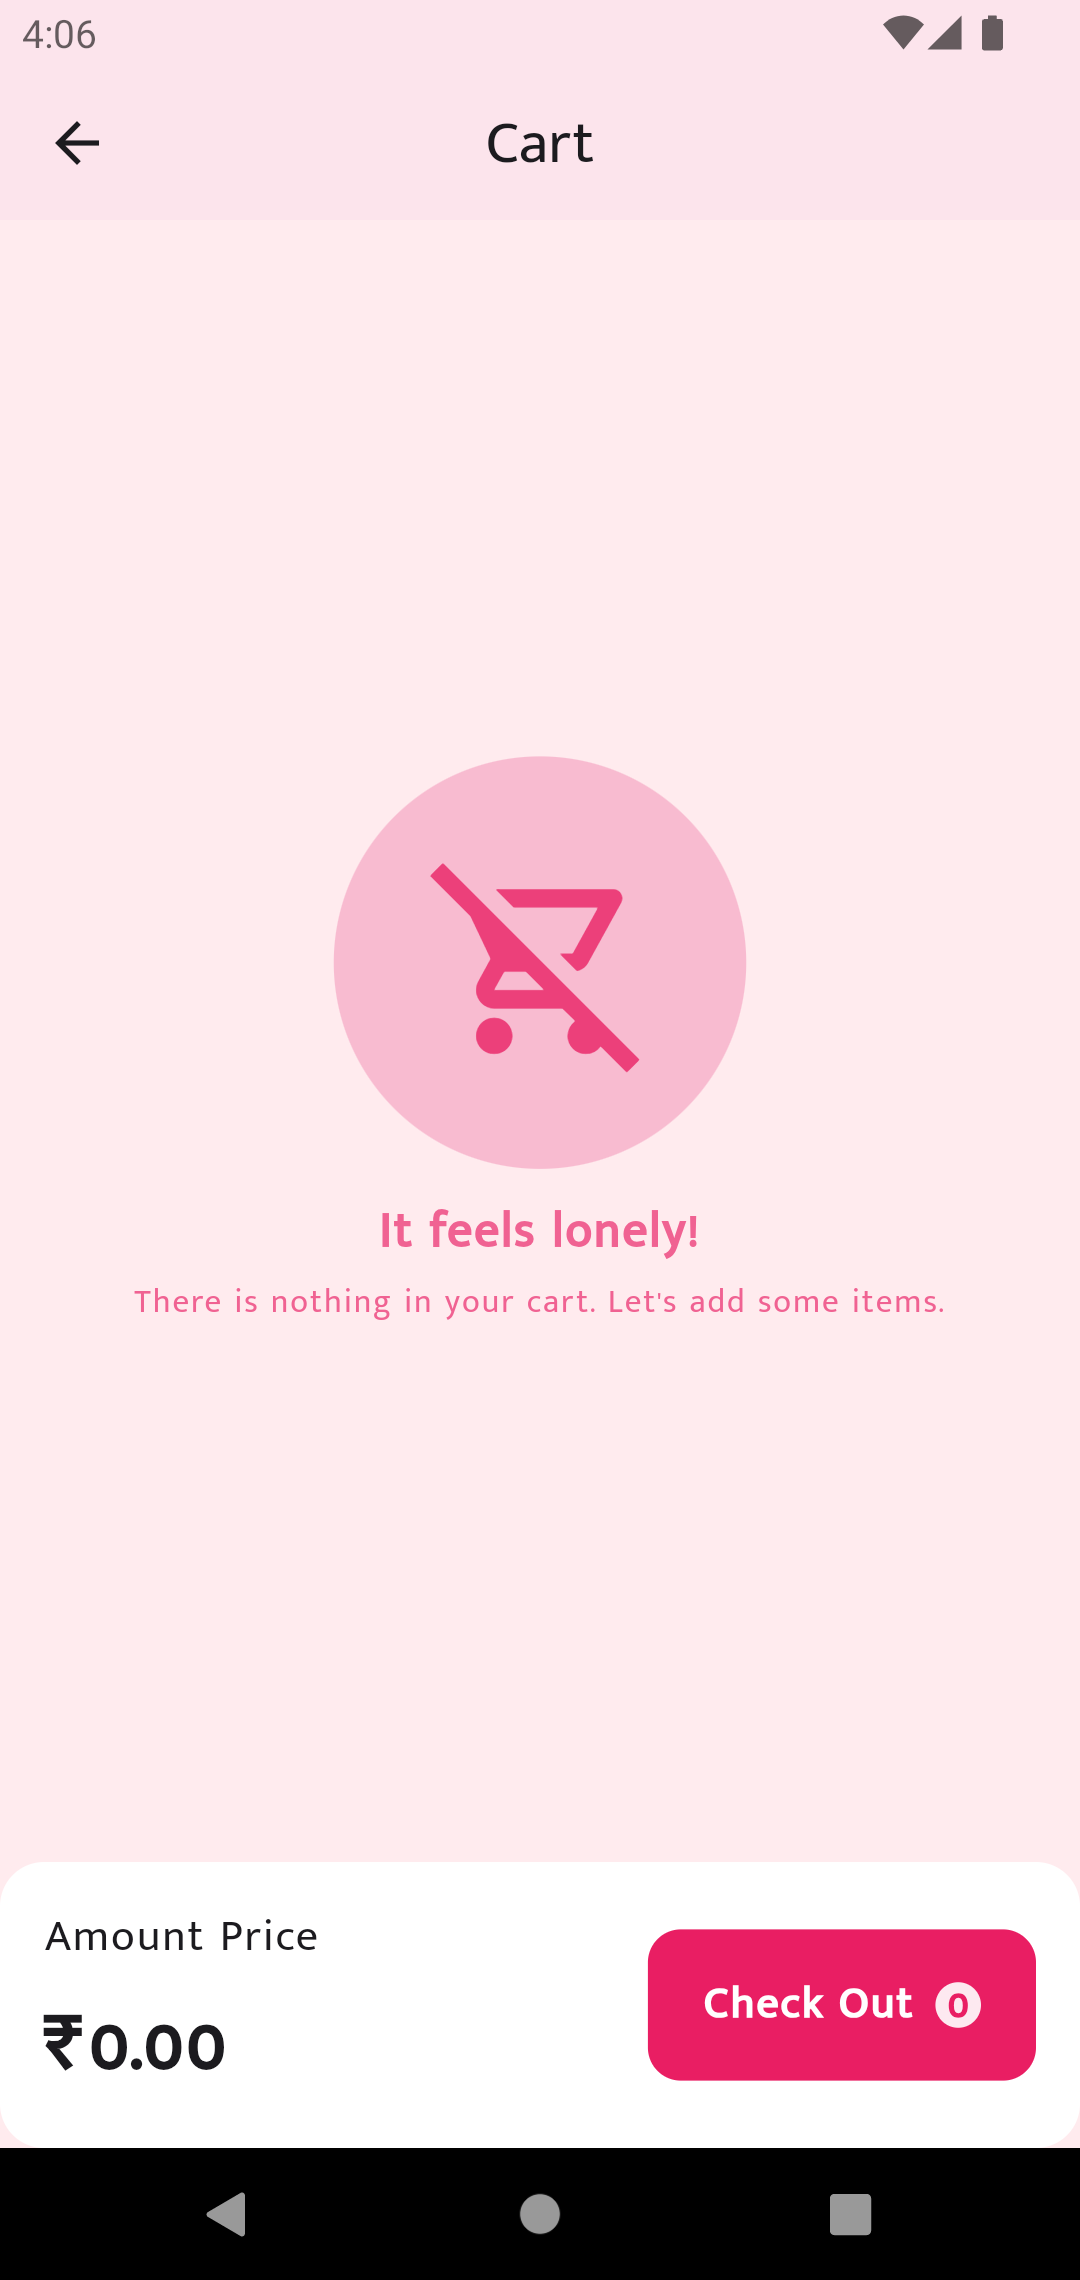 4:06
Cart
It feels lonely!
There is nothing in your cart. Let's add some items.
Amount Price
₹0.00
Check Out 0